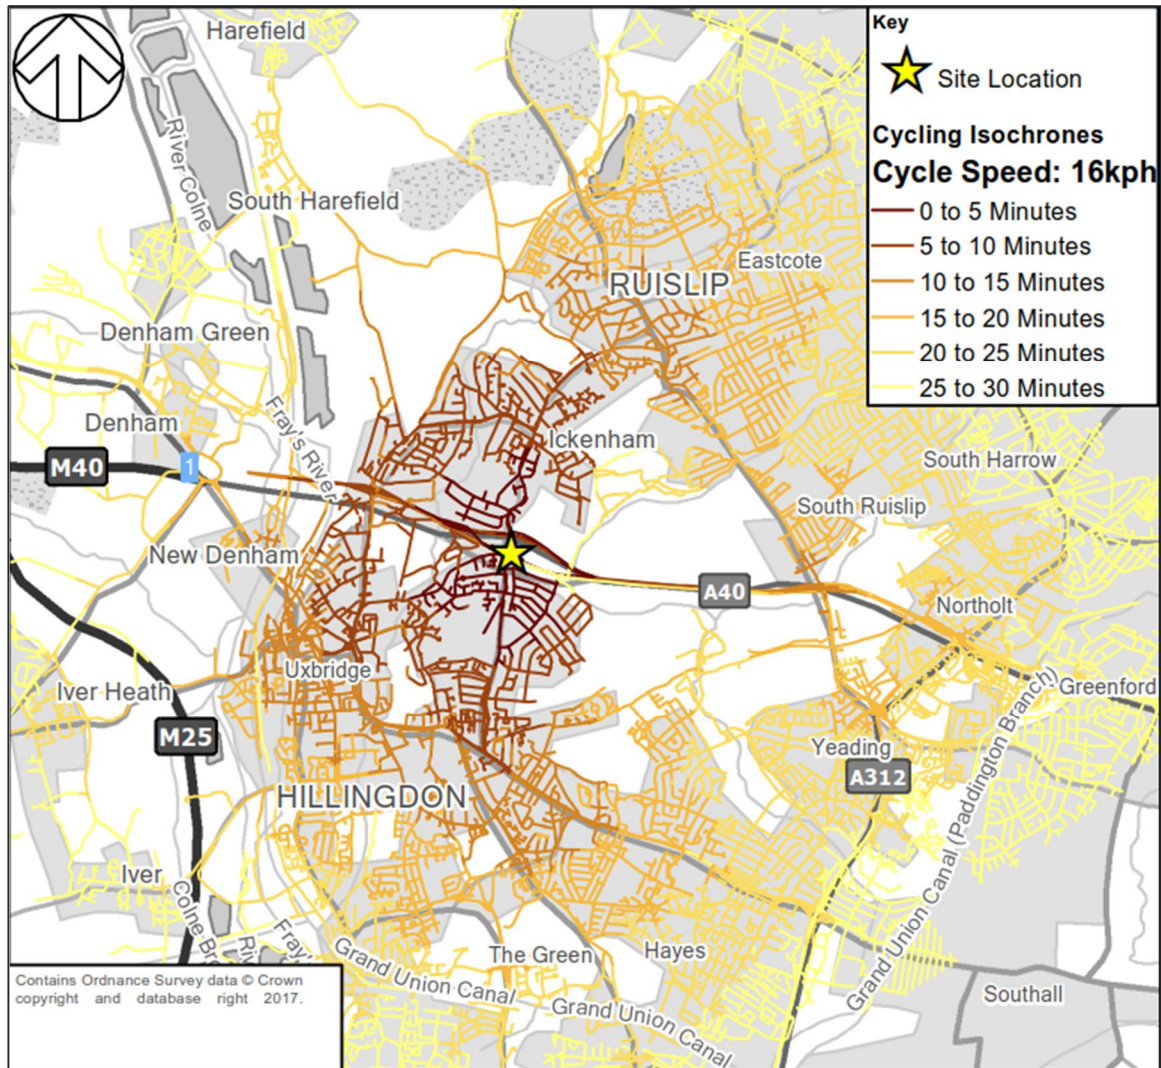 Harefield
Key
Site Location
Cycling Isochrones
Cycle Speed: 16kph
0 to 5 Minutes
5 to 10 Minutes
10 to 15 Minutes
15 to 20 Minutes
20 to 25 Minutes
25 to 30 Minutes
River Colne
South Harefield
Eastcote
RUISLIP
Denham Green
Denham
Fray's River
Ickenham
M40
1
South Harrow
South Ruislip
New Denham
A40
Northolt
Uxbridge
Iver Heath
Greenford
M25
Yeading
A312
HILLINGDON
Grand Union Canal (Paddington Branch)
Iver
Colne Br
Riv
Fray's
Grand Union Canal
The Green
Hayes
Grand Union Canal
Southall
Contains Ordnance Survey data © Crown
copyright and database right 2017.